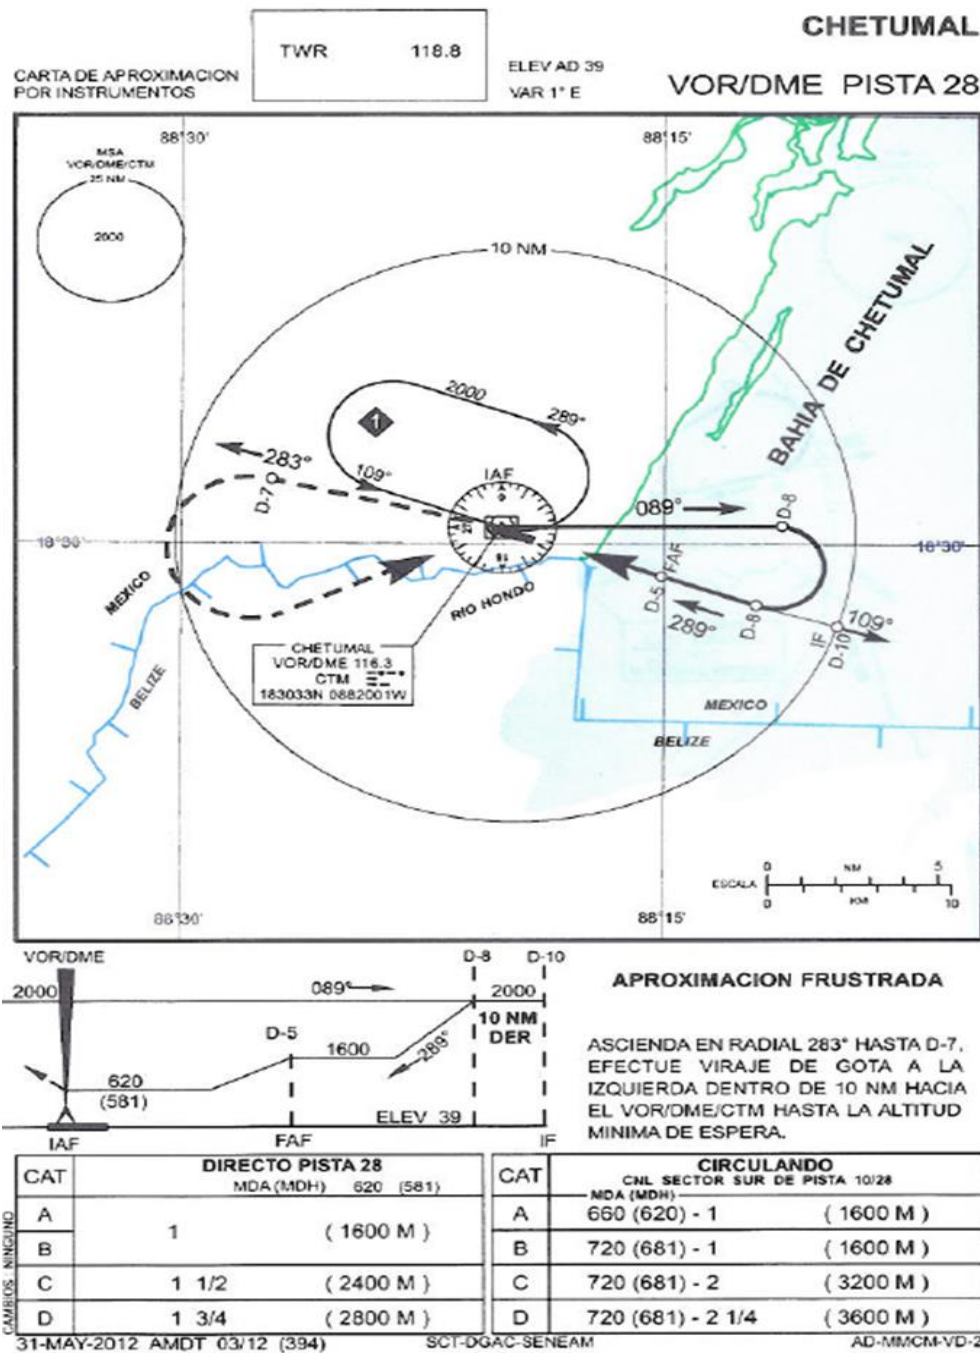 CHETUMAL
TWR 118.8
CARTA DE APROXIMACION
POR INSTRUMENTOS
ELEV AD 39
VAR 1° E
VOR/DME PISTA 28
88°30'
88°15'
MSA
VOR/DME/CTM
25 NM
2000
10 NM
BAHIA DE CHETUMAL
2000
289°
1
109°
283°
D-7
IAF
089°
D-8
18°30'
18°30'
FAF
D-5
289°
D-8
IF
D-10
109°
MEXICO
BELIZE
RIO HONDO
CHETUMAL
VOR/DME 116.3
CTM
183033N 0882001W
MEXICO
BELIZE
ESCALA
0 NM 5
0 KM 10
88°30'
88°15'
VOR/DME
D-8
D-10
2000
089°
2000
10 NM
DER
D-5
1600
289°
620
(581)
ELEV 39
IAF
FAF
IF
APROXIMACION FRUSTRADA
ASCIENDA EN RADIAL 283° HASTA D-7,
EFECTUE VIRAJE DE GOTA A LA
IZQUIERDA DENTRO DE 10 NM HACIA
EL VOR/DME/CTM HASTA LA ALTITUD
MINIMA DE ESPERA.
CAT
DIRECTO PISTA 28
MDA (MDH) 620 (581)
A
B
1 (1600 M)
C 1 1/2 (2400 M)
D 1 3/4 (2800 M)
CAT
CIRCULANDO
CNL SECTOR SUR DE PISTA 10/28
MDA (MDH)
A 660 (620) - 1 (1600 M)
B 720 (681) - 1 (1600 M)
C 720 (681) - 2 (3200 M)
D 720 (681) - 2 1/4 (3600 M)
CAMBIOS : NINGUNO
31-MAY-2012 AMDT 03/12 (394)
SCT-DGAC-SENEAM
AD-MMCM-VD-2